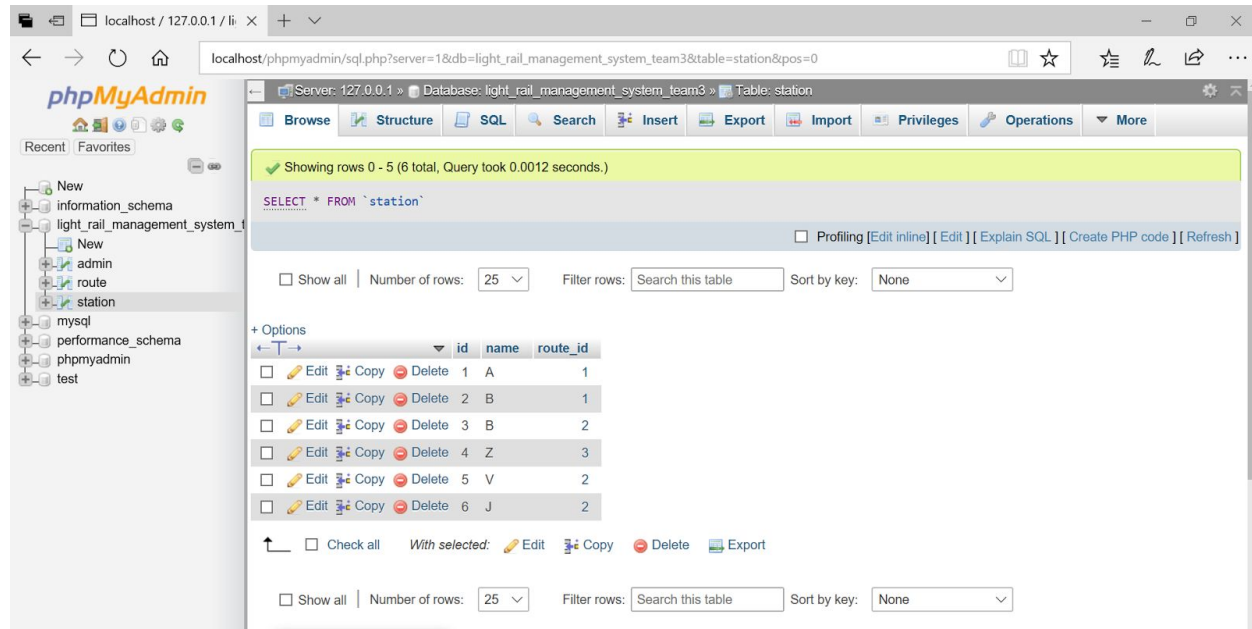 localhost / 127.0.0.1 / li
localhost/phpmyadmin/sql.php?server=1&db=light_rail_management_system_team3&table=station&pos=0
phpMyAdmin
Recent Favorites
New
information_schema
light_rail_management_system_t
New
admin
route
station
mysql
performance_schema
phpmyadmin
test
Server: 127.0.0.1 » Database: light_rail_management_system_team3 » Table: station
Browse Structure SQL Search Insert Export Import Privileges Operations More
Showing rows 0 - 5 (6 total, Query took 0.0012 seconds.)
SELECT * FROM `station`
Profiling [Edit inline] [ Edit ] [ Explain SQL ] [ Create PHP code ] [ Refresh ]
Show all | Number of rows: 25 Filter rows: Search this table Sort by key: None
+ Options
←T→ id name route_id
Edit Copy Delete 1 A 1
Edit Copy Delete 2 B 1
Edit Copy Delete 3 B 2
Edit Copy Delete 4 Z 3
Edit Copy Delete 5 V 2
Edit Copy Delete 6 J 2
Check all With selected: Edit Copy Delete Export
Show all | Number of rows: 25 Filter rows: Search this table Sort by key: None